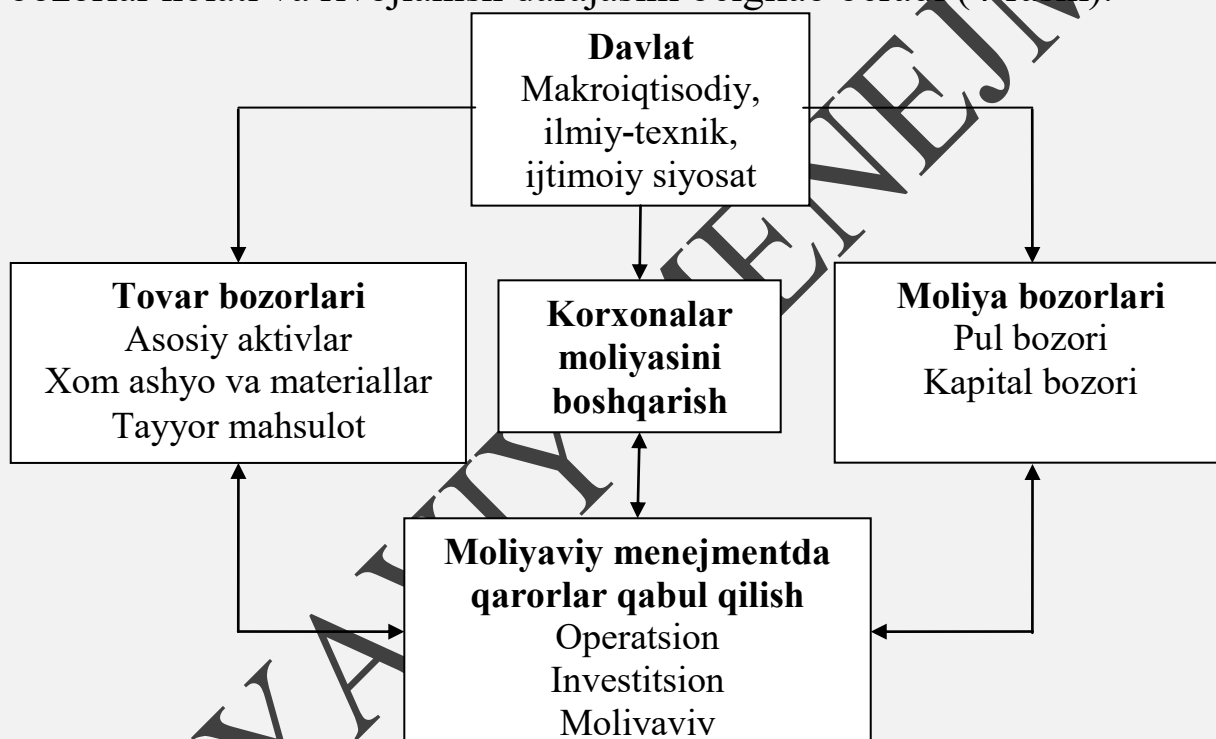 Davlat
Makroiqtisodiy,
ilmiy-texnik,
ijtimoiy siyosat
Tovar bozorlari
Asosiy aktivlar
Xom ashyo va materiallar
Tayyor mahsulot
Korxonalar
moliyasini
boshqarish
Moliya bozorlari
Pul bozori
Kapital bozori
Moliyaviy menejmentda
qarorlar qabul qilish
Operatsion
Investitsion
Moliyaviy